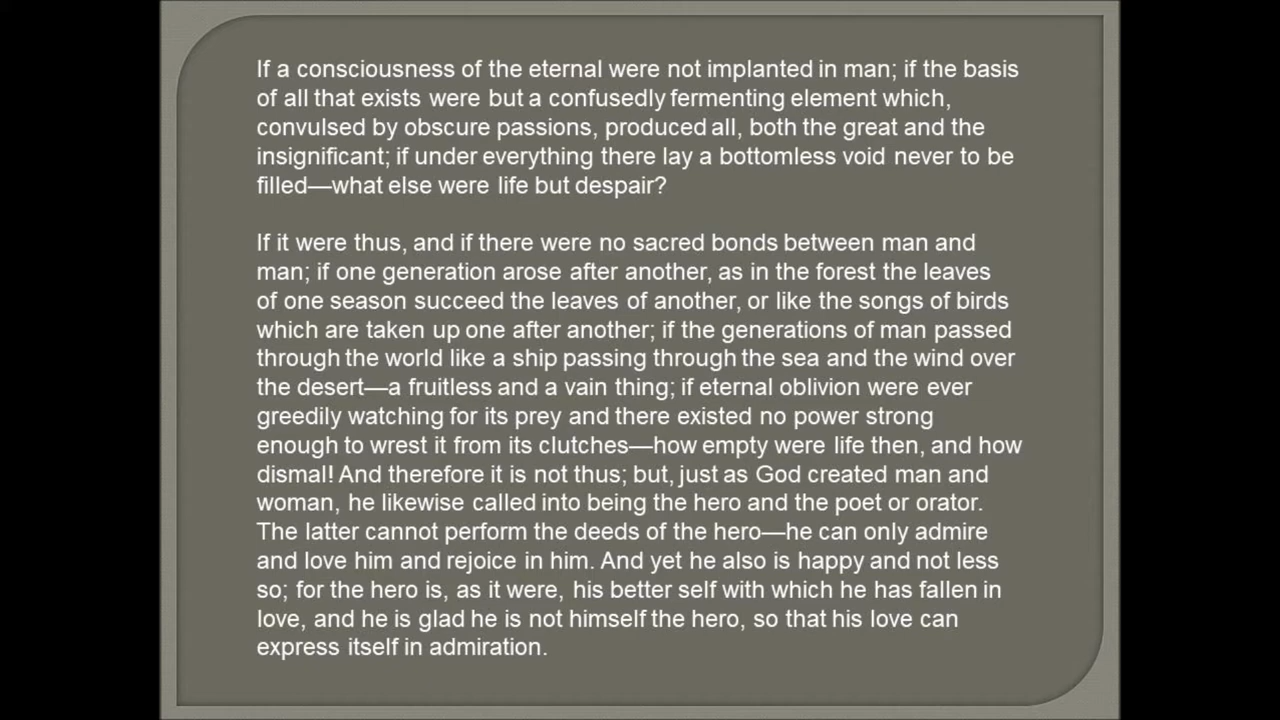 If a consciousness of the eternal were not implanted in man; if the basis
of all that exists were but a confusedly fermenting element which,
convulsed by obscure passions, produced all, both the great and the
insignificant; if under everything there lay a bottomless void never to be
filled—what else were life but despair?
If it were thus, and if there were no sacred bonds between man and
man; if one generation arose after another, as in the forest the leaves
of one season succeed the leaves of another, or like the songs of birds
which are taken up one after another; if the generations of man passed
through the world like a ship passing through the sea and the wind over
the desert—a fruitless and a vain thing; if eternal oblivion were ever
greedily watching for its prey and there existed no power strong
enough to wrest it from its clutches—how empty were life then, and how
dismal! And therefore it is not thus; but, just as God created man and
woman, he likewise called into being the hero and the poet or orator.
The latter cannot perform the deeds of the hero—he can only admire
and love him and rejoice in him. And yet he also is happy and not less
so; for the hero is, as it were, his better self with which he has fallen in
love, and he is glad he is not himself the hero, so that his love can
express itself in admiration.